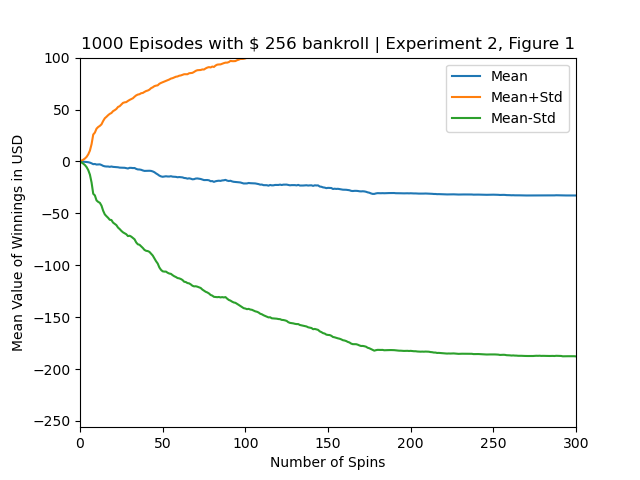 1000 Episodes with $ 256 bankroll | Experiment 2, Figure 1
100
50
0
−50
−100
−150
−200
−250
Mean Value of Winnings in USD
Mean
Mean+Std
Mean-Std
0 50 100 150 200 250 300
Number of Spins